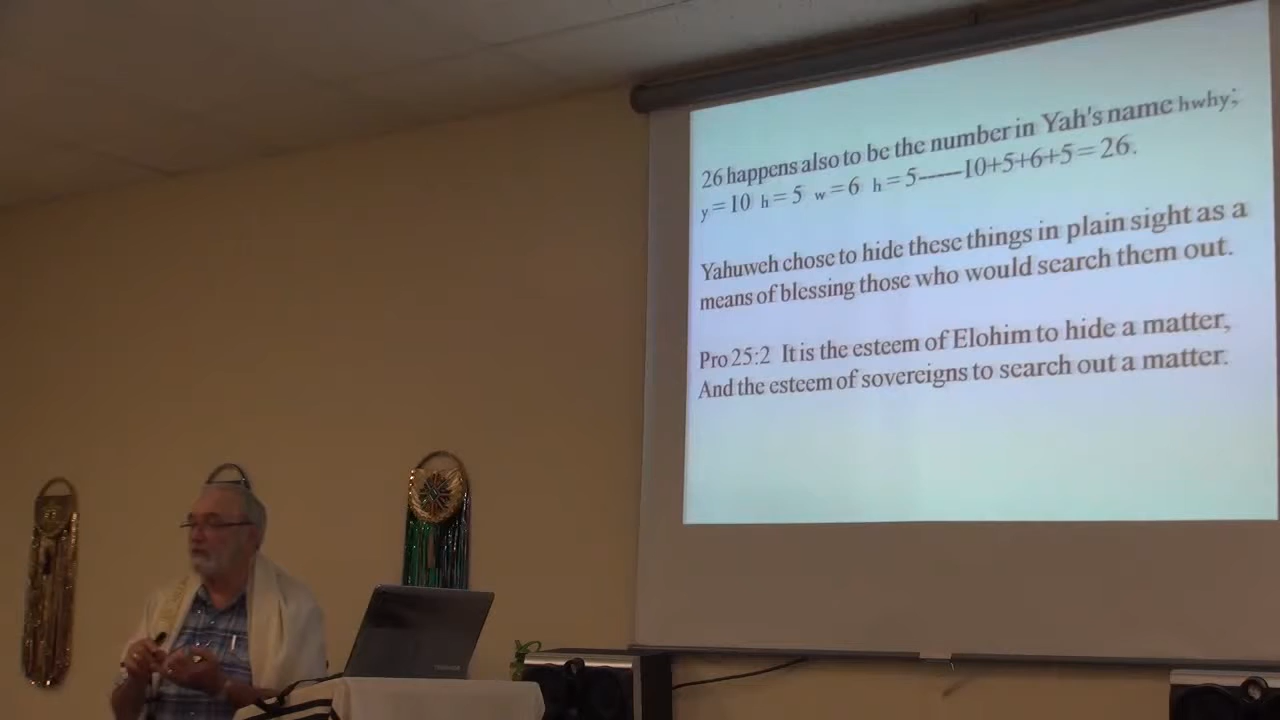 26 happens also to be the number in Yah's name hwhy;
y=10 h=5 w=6 h=5-----10+5+6+5=26.
Yahuweh chose to hide these things in plain sight as a
means of blessing those who would search them out.
Pro 25:2 It is the esteem of Elohim to hide a matter,
And the esteem of sovereigns to search out a matter.